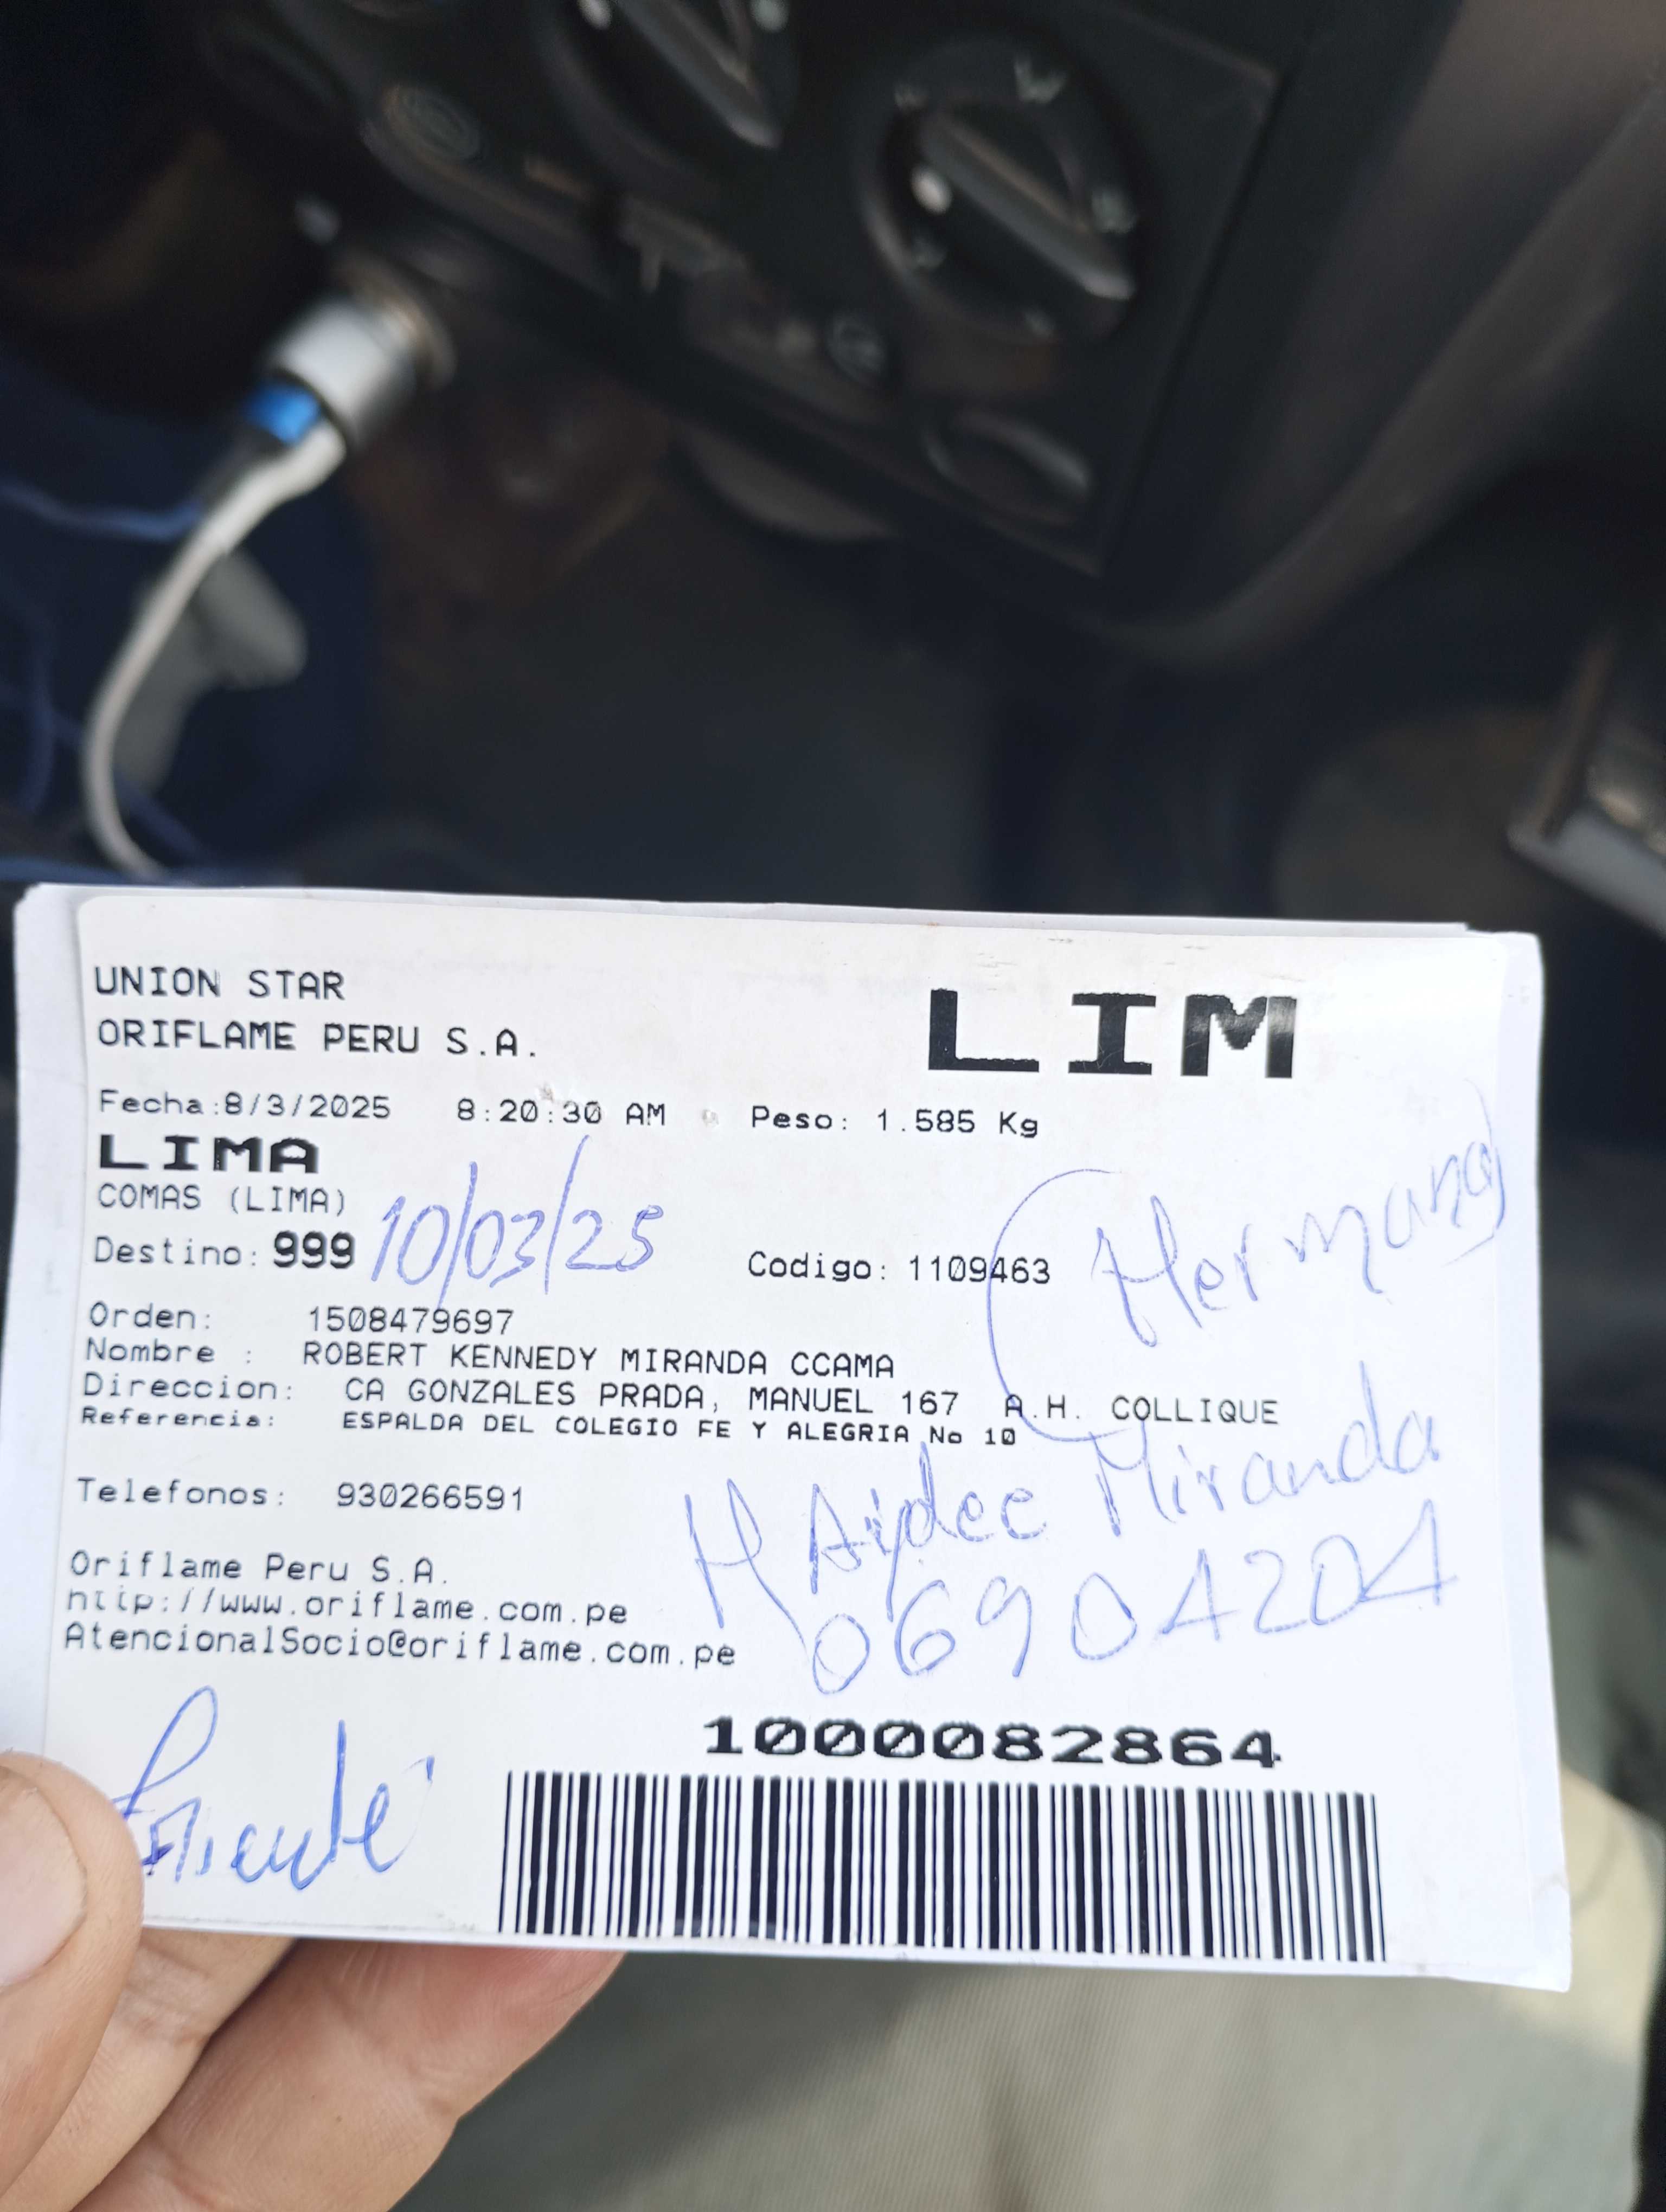 UNION STAR
ORIFLAME PERU S.A.
LIM
Fecha:8/3/2025 8:20:30 AM Peso: 1.585 Kg
LIMA
COMAS (LIMA)
Destino: 999 10/03/25 Codigo: 1109463
Hermana
Orden: 1508479697
Nombre : ROBERT KENNEDY MIRANDA CCAMA
Direccion: CA GONZALES PRADA, MANUEL 167 A.H. COLLIQUE
Referencia: ESPALDA DEL COLEGIO FE Y ALEGRIA No 10
Telefonos: 930266591
HAydee Miranda
06904204
Oriflame Peru S.A.
http://www.oriflame.com.pe
AtencionalSocio@oriflame.com.pe
1000082864